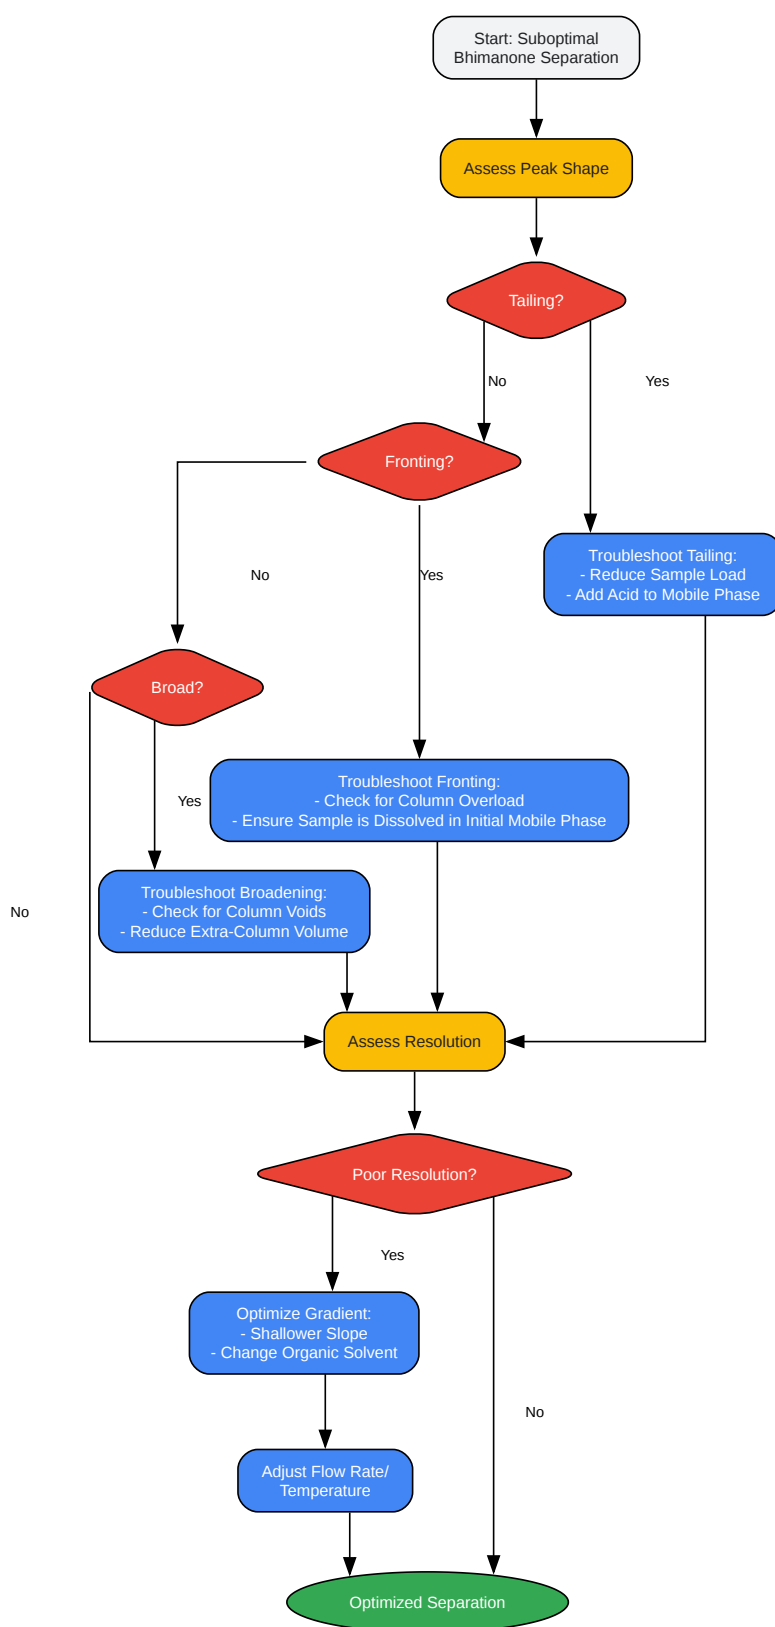 Start: Suboptimal
Bhimanone Separation
Assess Peak Shape
Tailing?
No
Yes
Fronting?
Troubleshoot Tailing:
- Reduce Sample Load
- Add Acid to Mobile Phase
No
Yes
Broad?
Troubleshoot Fronting:
- Check for Column Overload
- Ensure Sample is Dissolved in Initial Mobile Phase
Yes
Troubleshoot Broadening:
- Check for Column Voids
- Reduce Extra-Column Volume
No
Assess Resolution
Poor Resolution?
Yes
Optimize Gradient:
- Shallower Slope
- Change Organic Solvent
No
Adjust Flow Rate/
Temperature
Optimized Separation